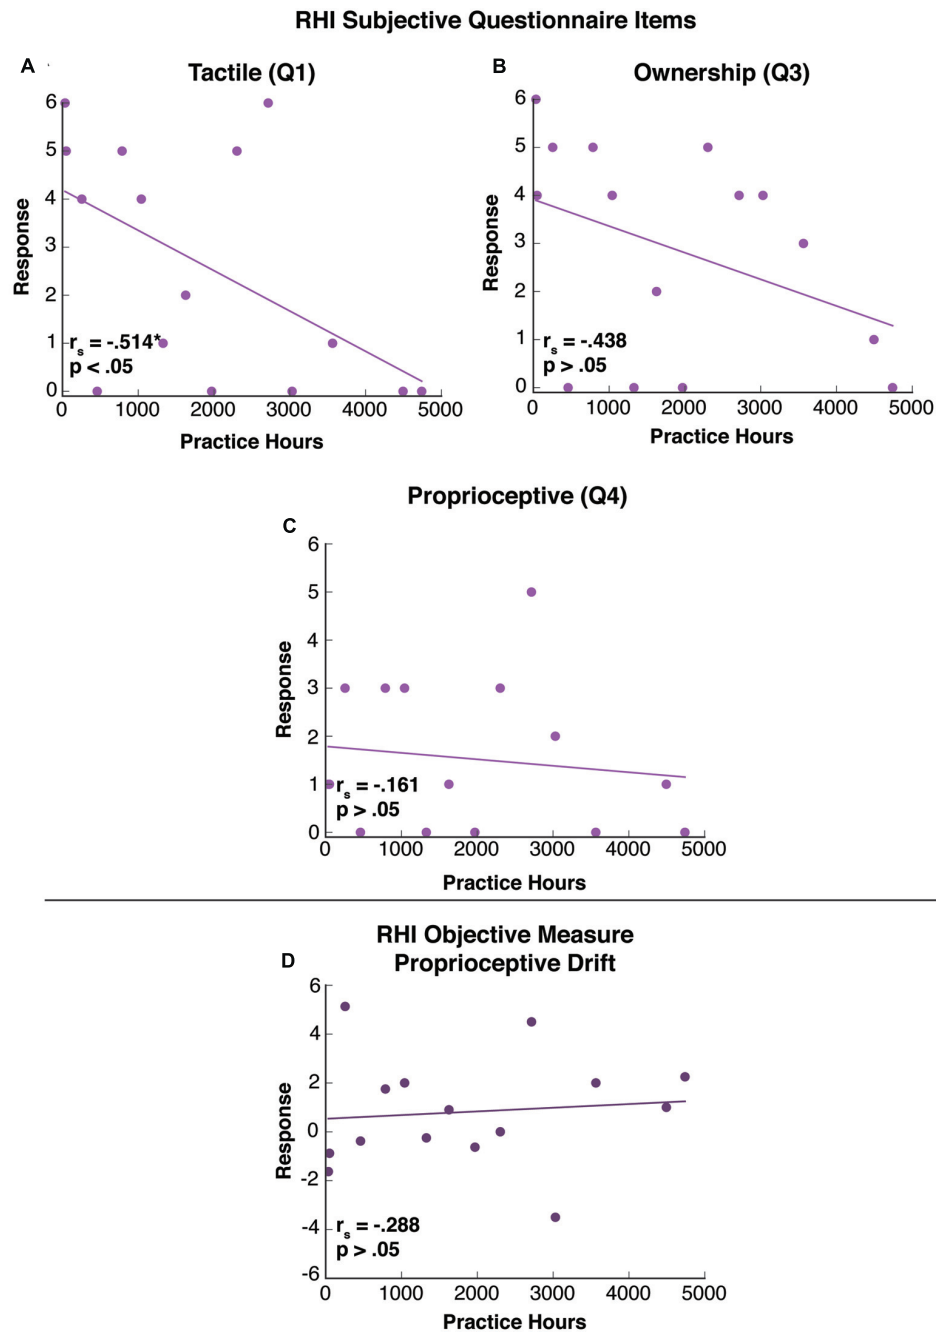 RHI Subjective Questionnaire Items
A
Tactile (Q1)
6
5
4
3
2
1
0
Response
r_s = -.514*
p < .05
0 1000 2000 3000 4000 5000
Practice Hours
B
Ownership (Q3)
6
5
4
3
2
1
0
Response
r_s = -.438
p > .05
0 1000 2000 3000 4000 5000
Practice Hours
Proprioceptive (Q4)
C
6
5
4
3
2
1
0
Response
r_s = -.161
p > .05
0 1000 2000 3000 4000 5000
Practice Hours
RHI Objective Measure
D Proprioceptive Drift
6
4
2
0
-2
-4
-6
Response
r_s = -.288
p > .05
0 1000 2000 3000 4000 5000
Practice Hours